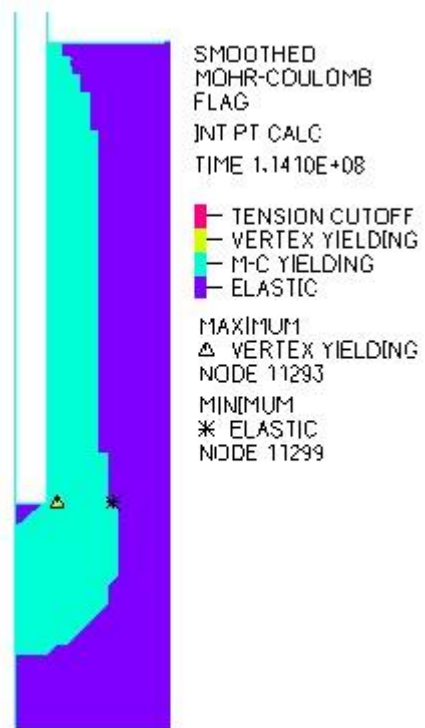 SMOOTHED
MOHR-COULOMB
FLAG
INT PT CALC
TIME 1.1410E+08
TENSION CUTOFF
VERTEX YIELDING
M-C YIELDING
ELASTIC
MAXIMUM
△ VERTEX YIELDING
NODE 11293
MINIMUM
* ELASTIC
NODE 11299